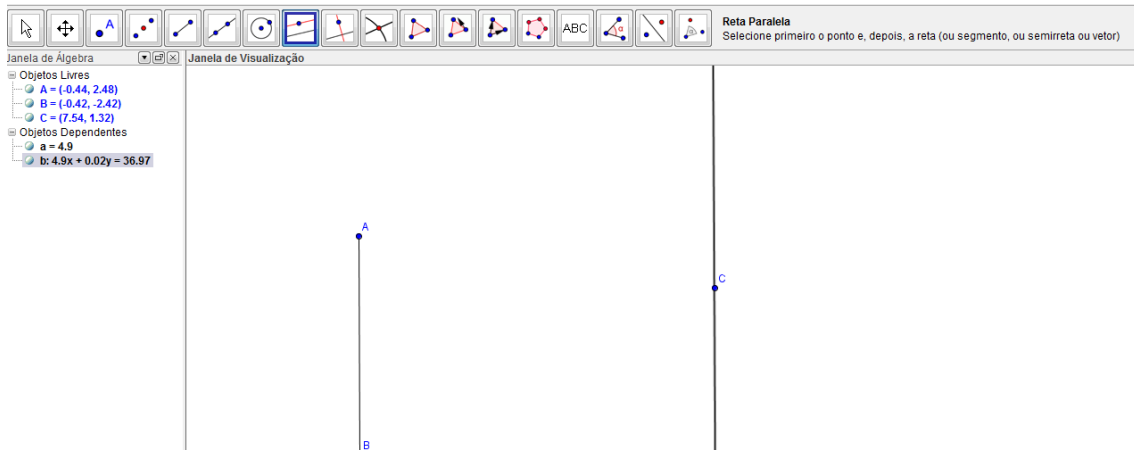 A
ABC
Reta Paralela
Selecione primeiro o ponto e, depois, a reta (ou segmento, ou semirreta ou vetor)
Janela de Álgebra
Janela de Visualização
Objetos Livres
A = (-0.44, 2.48)
B = (-0.42, -2.42)
C = (7.54, 1.32)
Objetos Dependentes
a = 4.9
b: 4.9x + 0.02y = 36.97
A
C
B